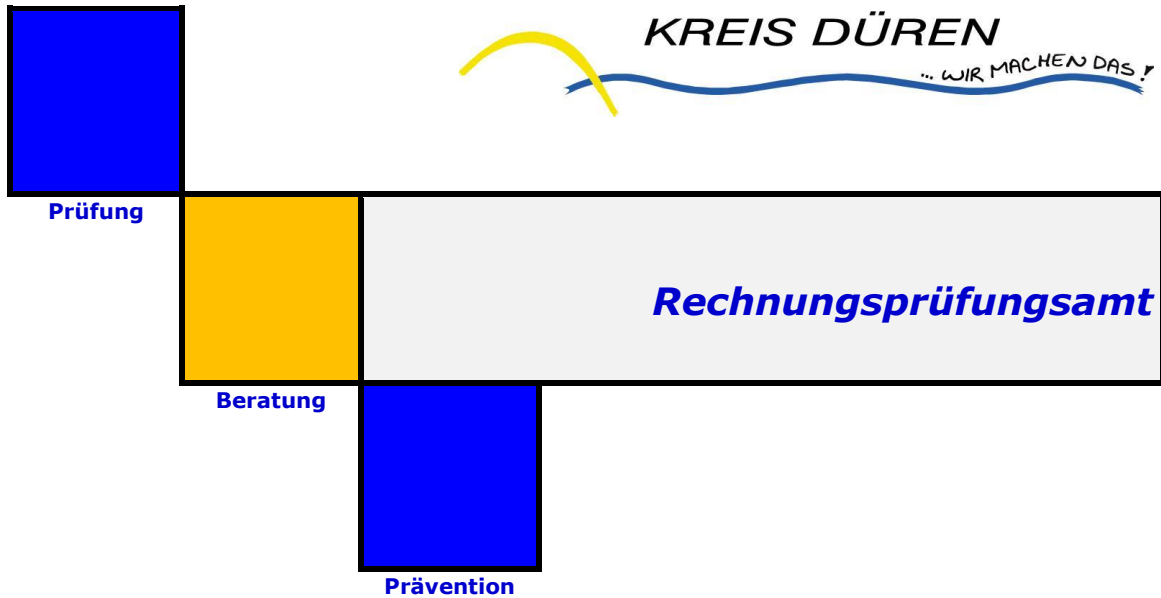 KREIS DÜREN
... WIR MACHEN DAS !
Prüfung
Rechnungsprüfungsamt
Beratung
Prävention